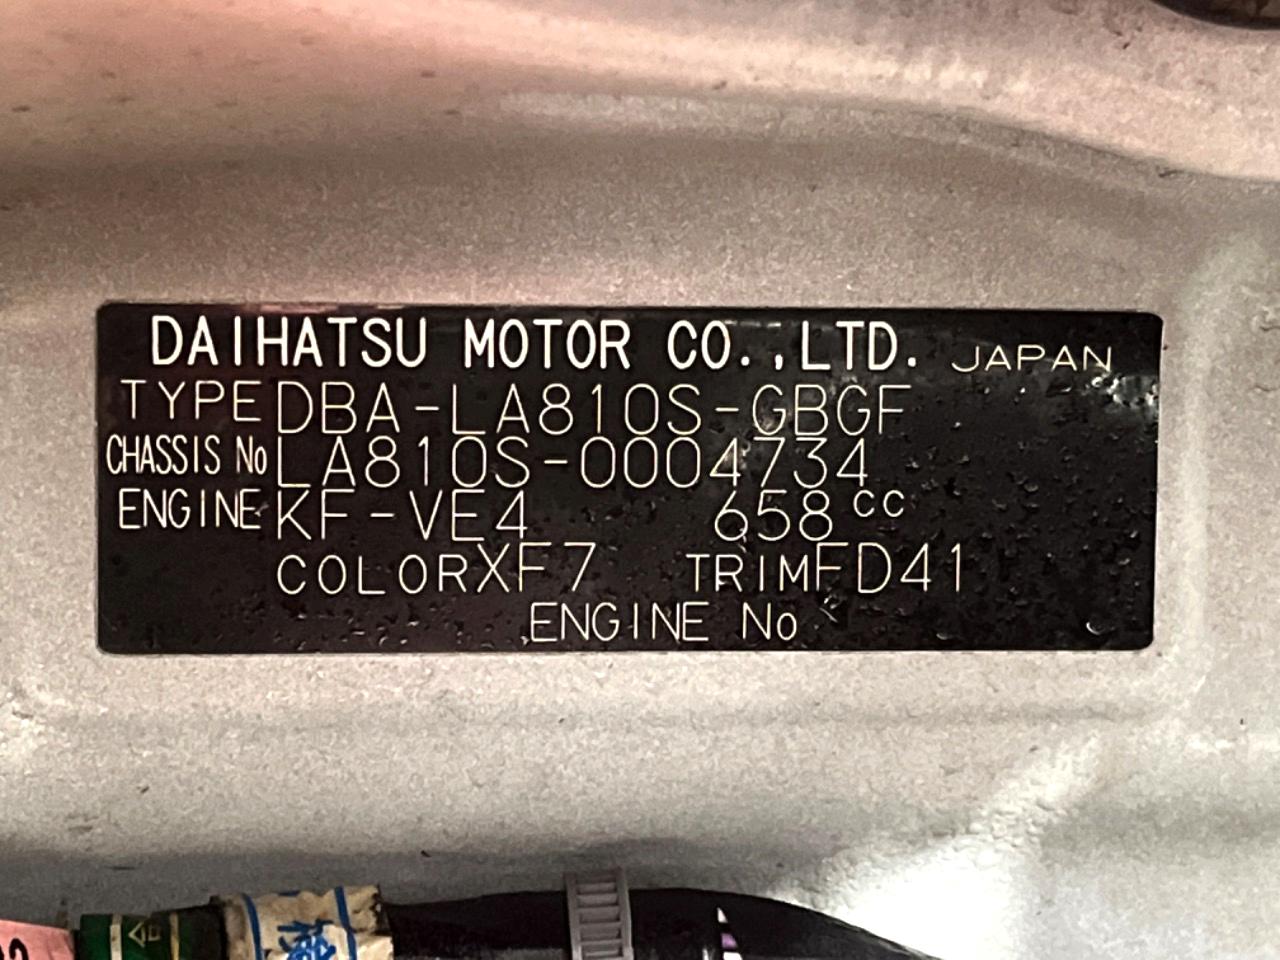 DAIHATSU MOTOR CO.,LTD. JAPAN
TYPE DBA-LA810S-GBGF
CHASSIS No LA810S-0004734
ENGINE KF-VE4 658cc
COLOR XF7 TRIM FD41
ENGINE No